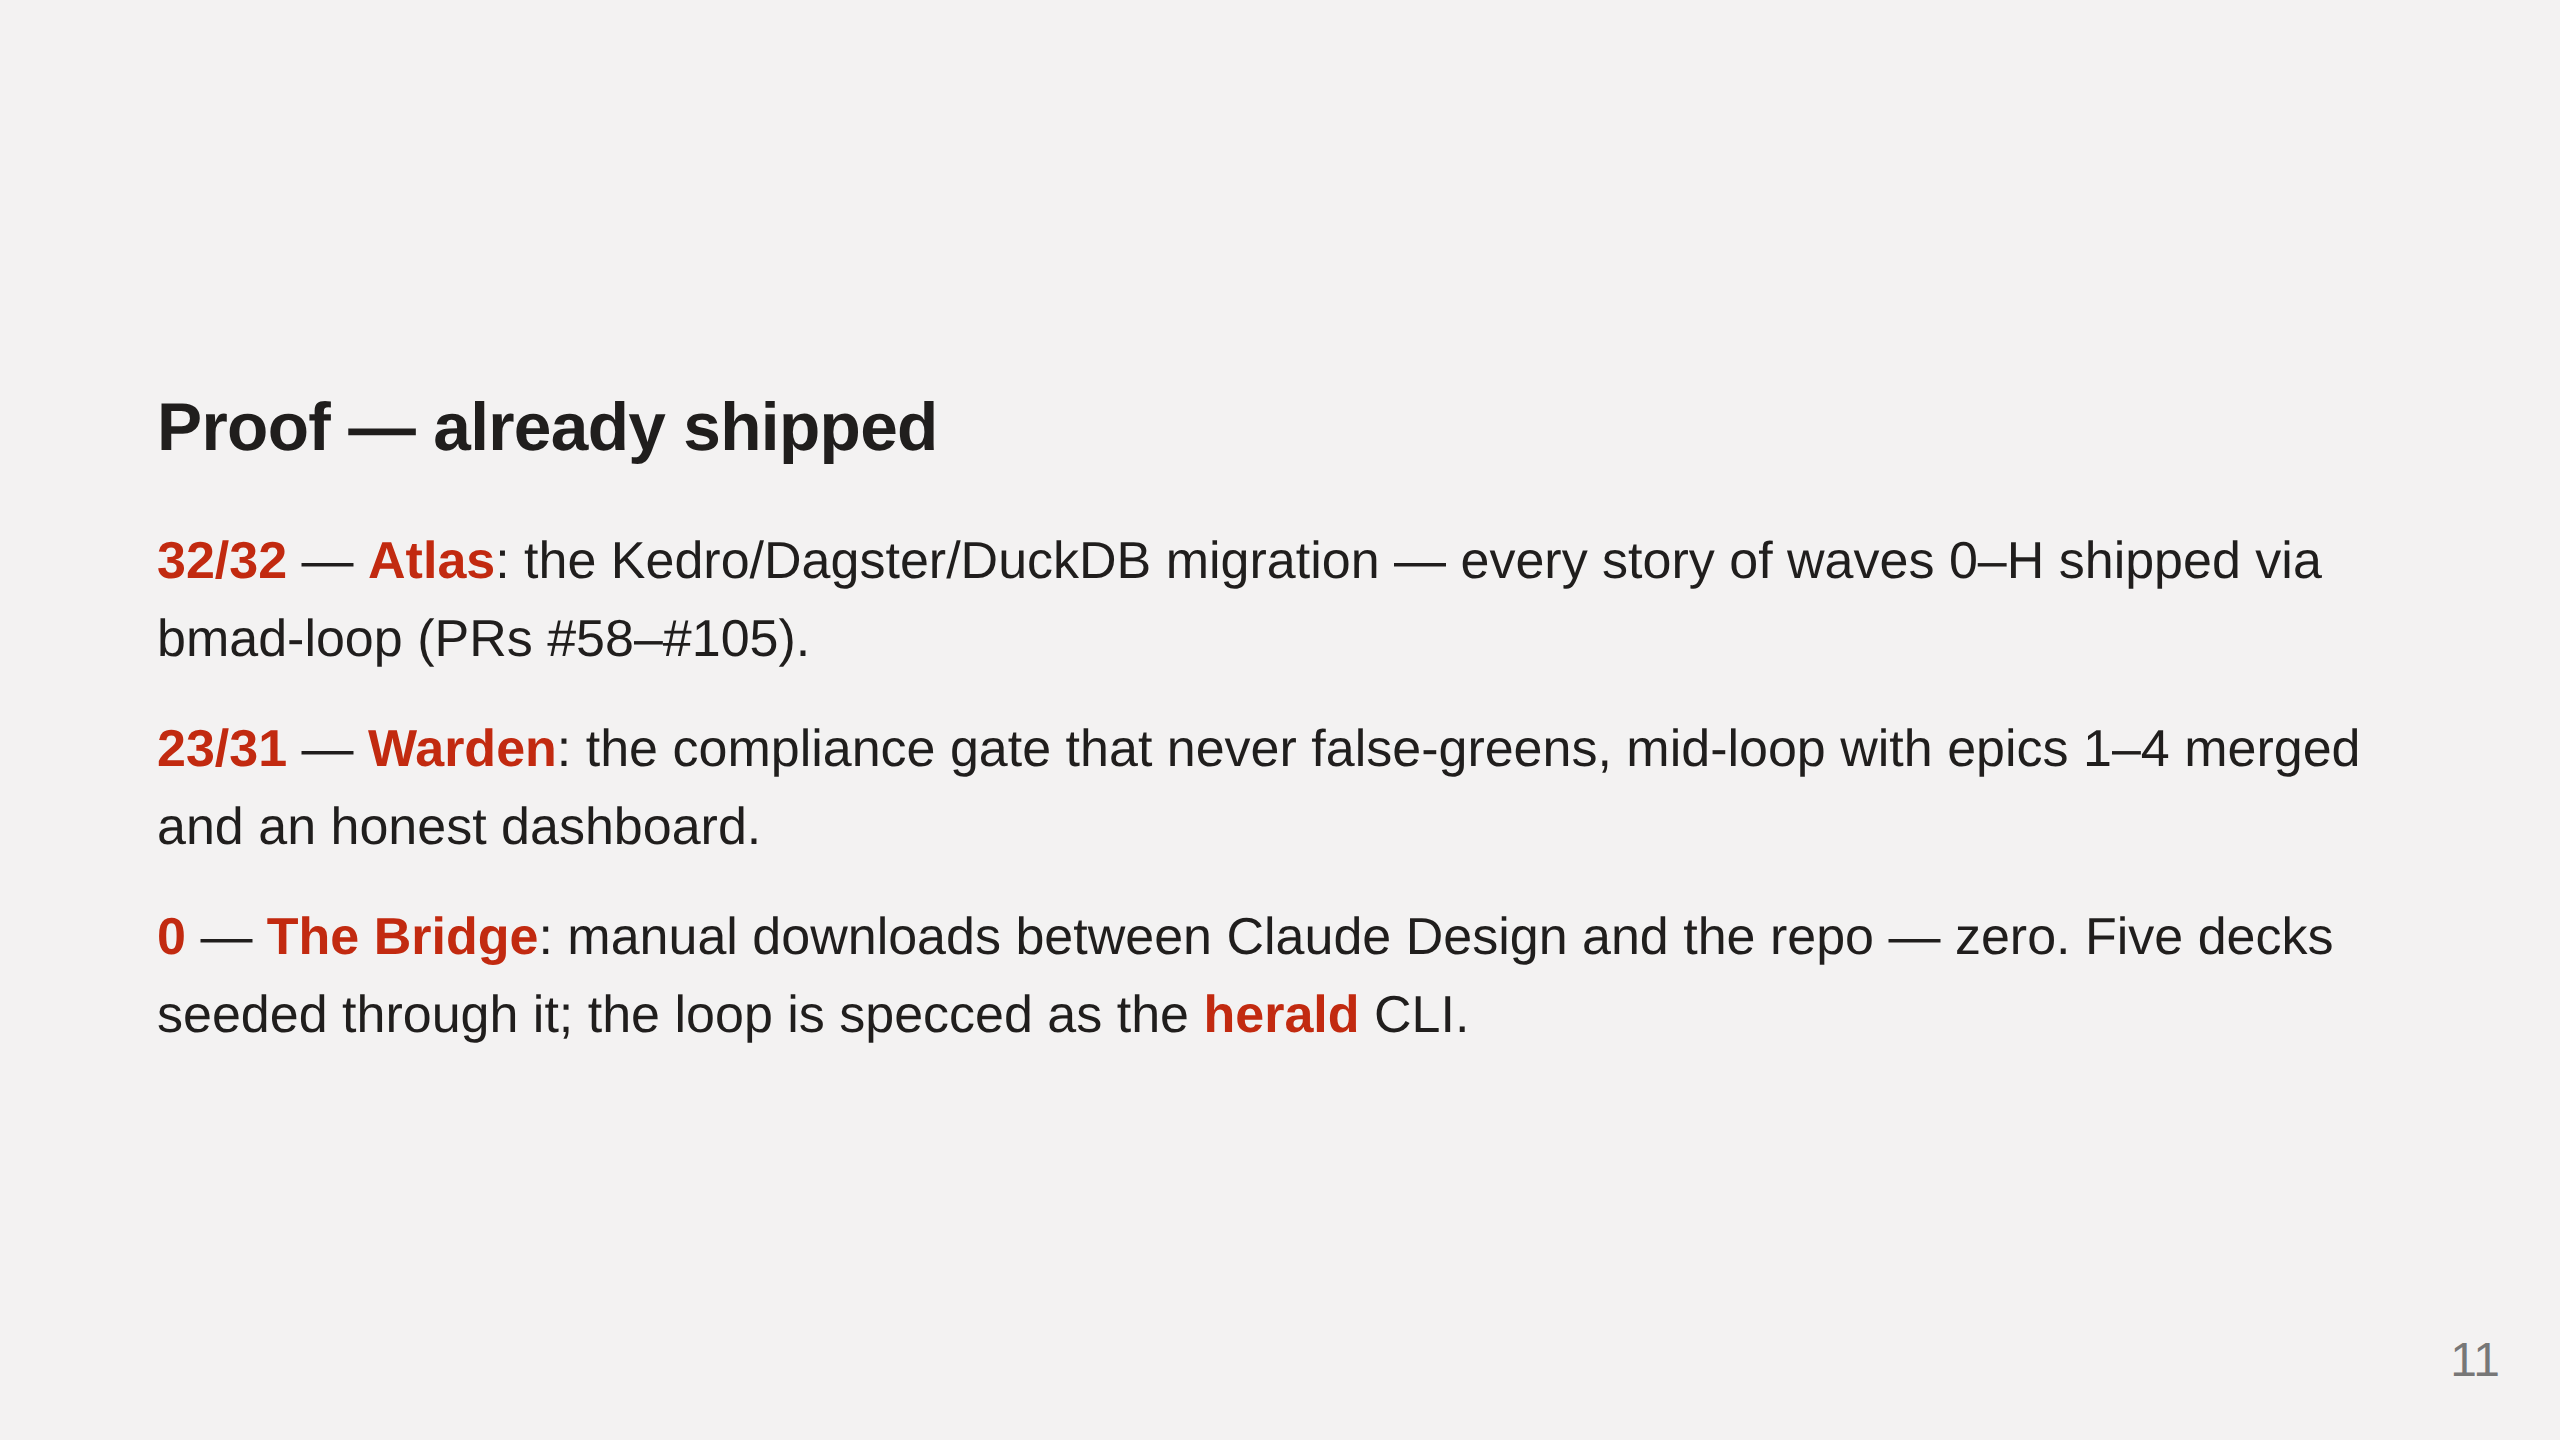 Proof — already shipped
32/32 — Atlas: the Kedro/Dagster/DuckDB migration — every story of waves 0–H shipped via
bmad-loop (PRs #58–#105).
23/31 — Warden: the compliance gate that never false-greens, mid-loop with epics 1–4 merged
and an honest dashboard.
0 — The Bridge: manual downloads between Claude Design and the repo — zero. Five decks
seeded through it; the loop is specced as the herald CLI.
11